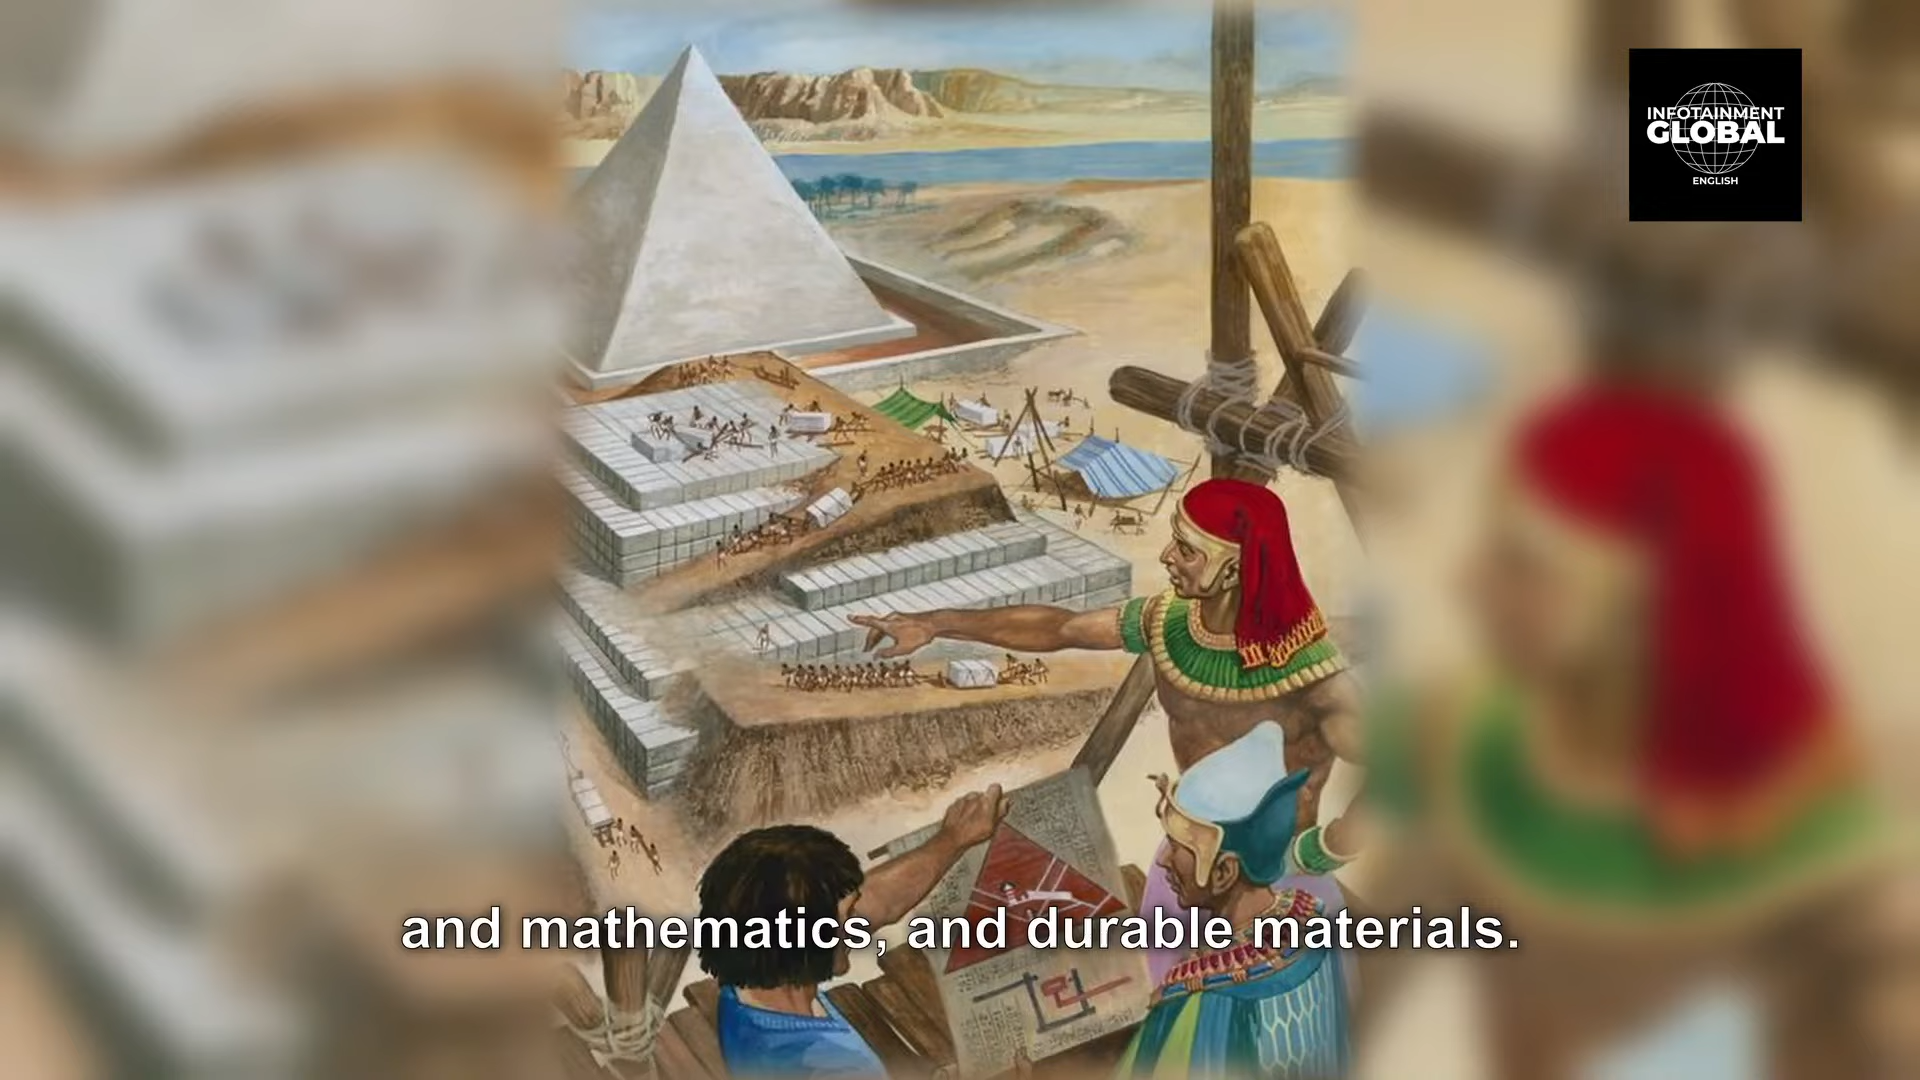 INFOTAINMENT
GLOBAL
ENGLISH
and mathematics, and durable materials.